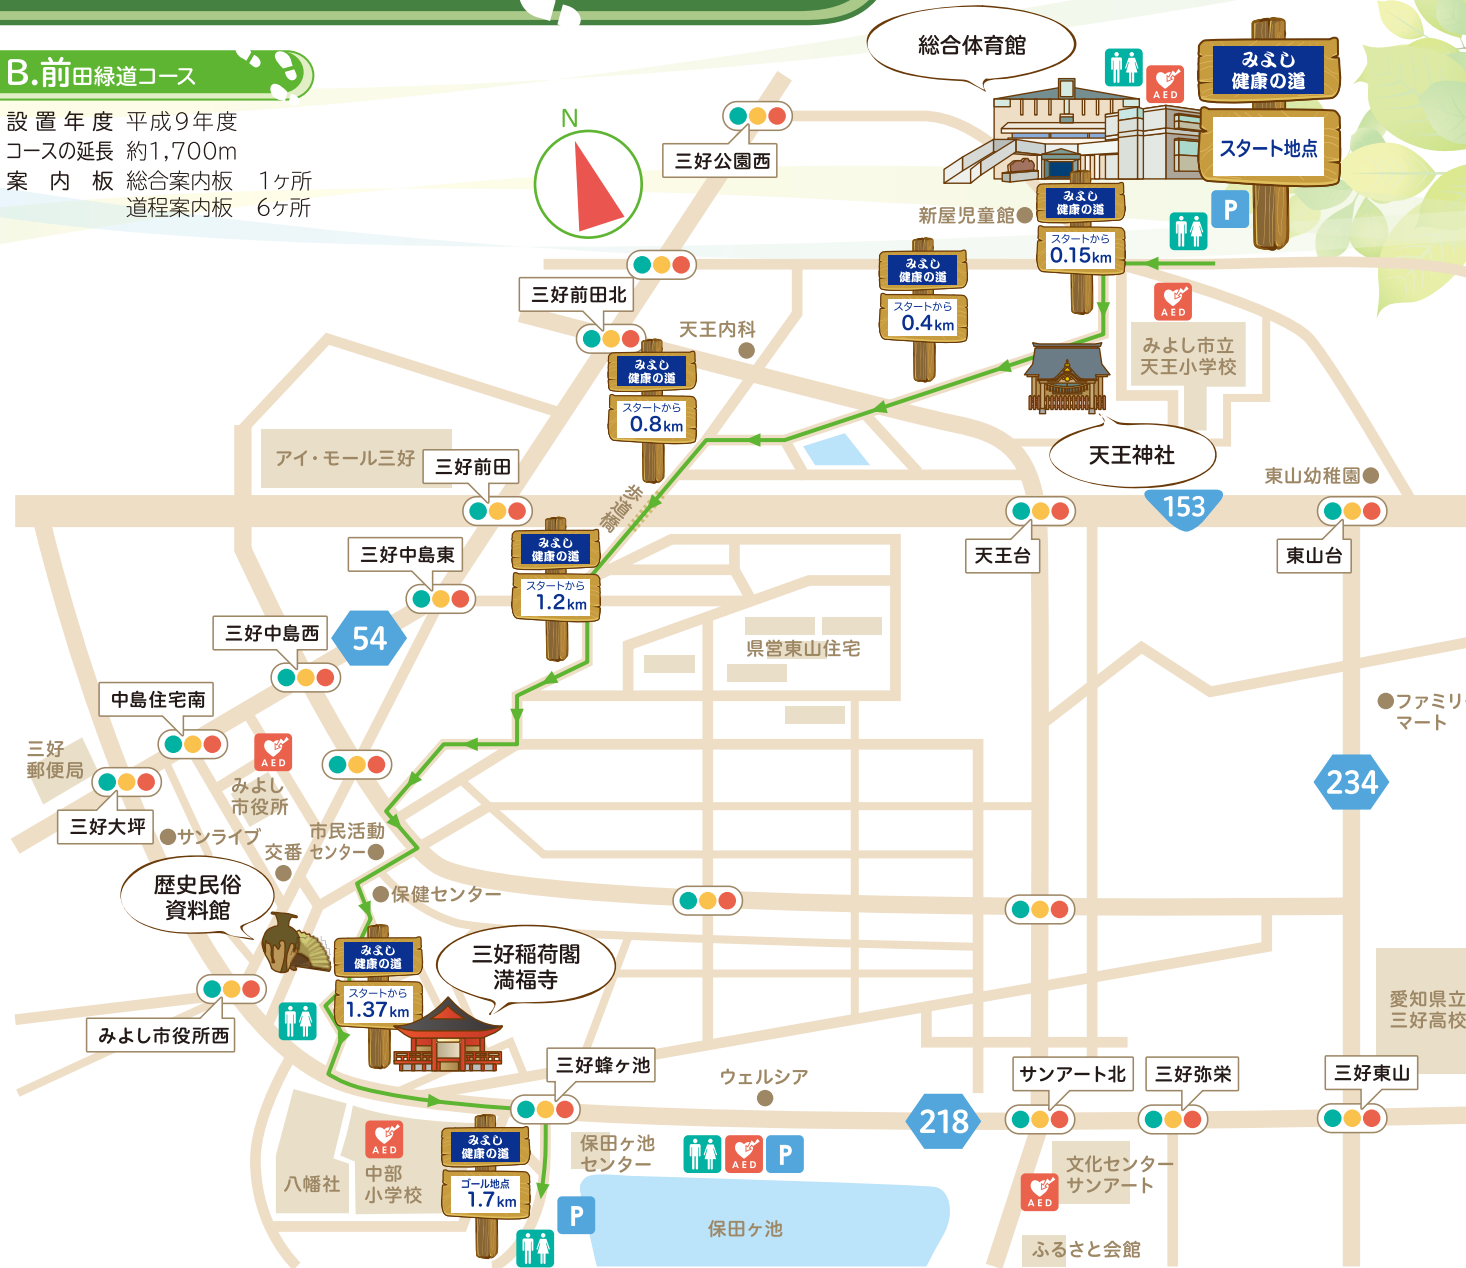 B.前田緑道コース
設置年度 平成9年度
コースの延長 約1,700m
案内板 総合案内板 1ヶ所
道程案内板 6ヶ所
N
総合体育館
AED
みよし
健康の道
スタート地点
P
三好公園西
新屋児童館
みよし
健康の道
スタートから
0.15km
みよし
健康の道
スタートから
0.4km
三好前田北
天王内科
AED
みよし市立
天王小学校
みよし
健康の道
スタートから
0.8km
天王神社
アイ・モール三好
三好前田
歩道橋
東山幼稚園
153
天王台
東山台
三好中島東
みよし
健康の道
スタートから
1.2km
54
三好中島西
県営東山住宅
中島住宅南
ファミリ
マート
三好
郵便局
AED
みよし
市役所
234
三好大坪
サンライブ
市民活動
センター
交番
歴史民俗
資料館
保健センター
みよし
健康の道
スタートから
1.37km
三好稲荷閣
満福寺
みよし市役所西
愛知県立
三好高校
三好蜂ヶ池
ウェルシア
サンアート北
三好弥栄
三好東山
218
AED
中部
小学校
八幡社
みよし
健康の道
ゴール地点
1.7km
保田ヶ池
センター
AED
P
P
保田ヶ池
文化センター
サンアート
AED
ふるさと会館